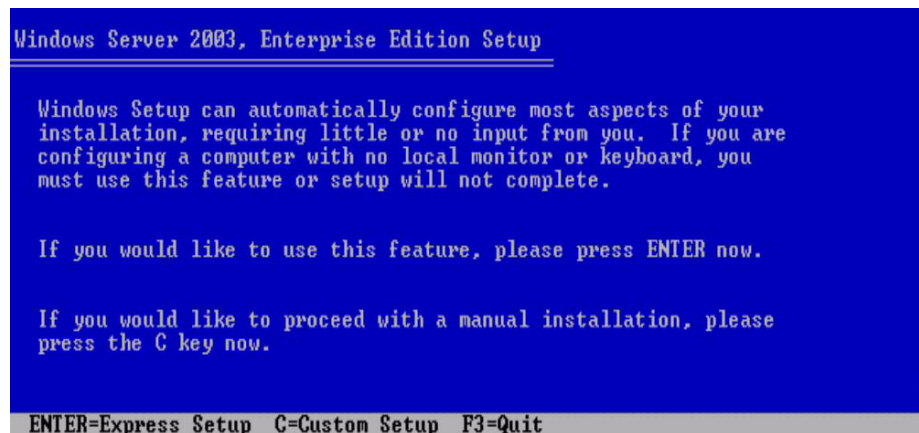 Windows Server 2003, Enterprise Edition Setup
Windows Setup can automatically configure most aspects of your
installation, requiring little or no input from you.  If you are
configuring a computer with no local monitor or keyboard, you
must use this feature or setup will not complete.
If you would like to use this feature, please press ENTER now.
If you would like to proceed with a manual installation, please
press the C key now.
ENTER=Express Setup  C=Custom Setup  F3=Quit